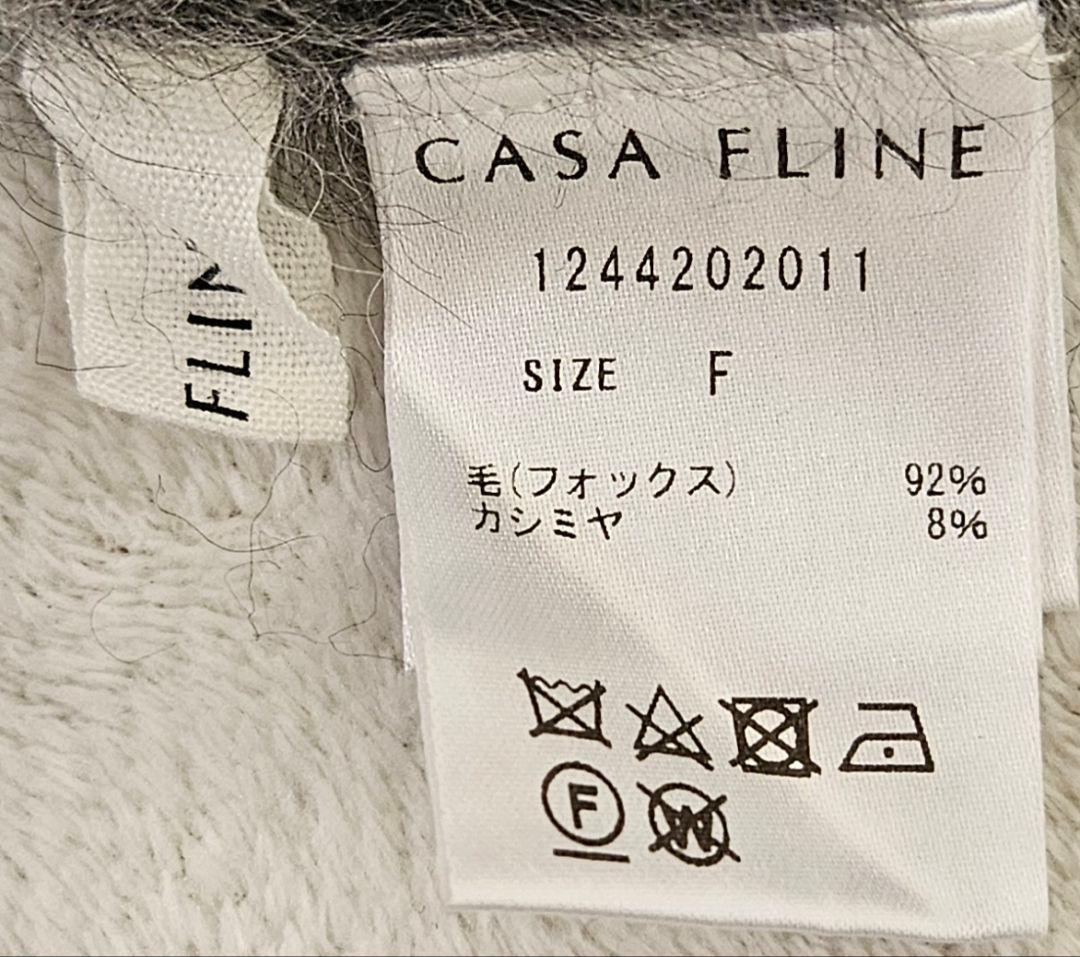 FLIN
CASA FLINE
1244202011
SIZE F
毛(フォックス) 92%
カシミヤ 8%
F
W